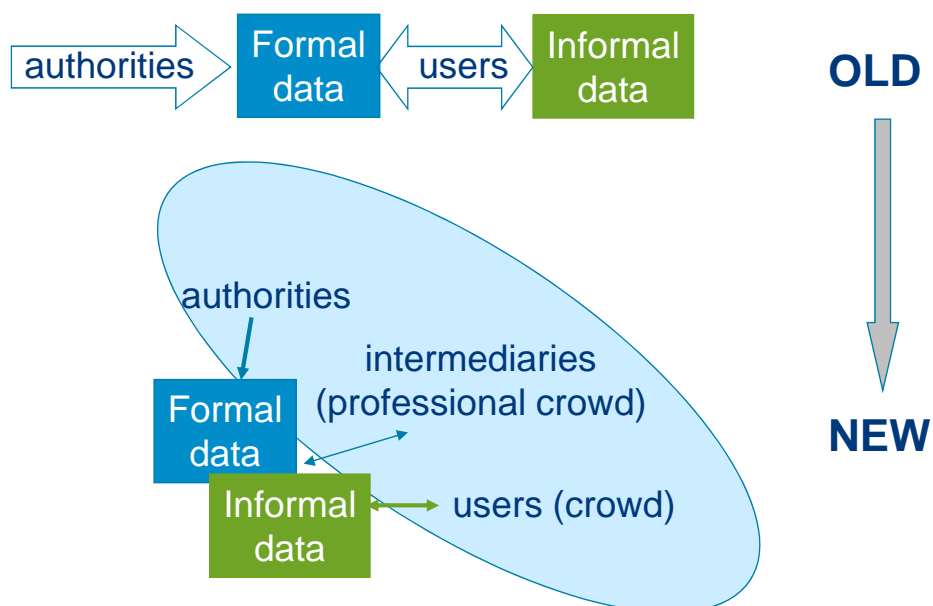 authorities
Formal
data
users
Informal
data
OLD
authorities
intermediaries
(professional crowd)
Formal
data
NEW
Informal
data
users (crowd)